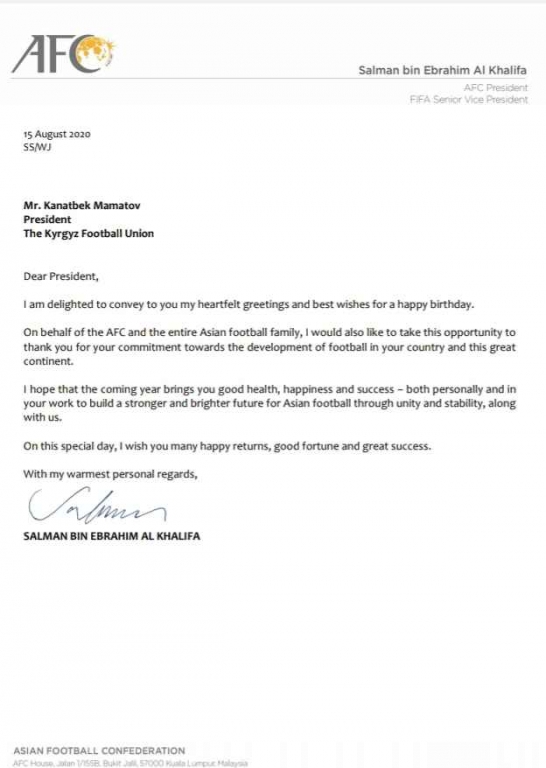 AFC
Salman bin Ebrahim Al Khalifa
AFC President
FIFA Senior Vice President
15 August 2020
SS/WJ
Mr. Kanatbek Mamatov
President
The Kyrgyz Football Union
Dear President,
I am delighted to convey to you my heartfelt greetings and best wishes for a happy birthday.
On behalf of the AFC and the entire Asian football family, I would also like to take this opportunity to
thank you for your commitment towards the development of football in your country and this great
continent.
I hope that the coming year brings you good health, happiness and success – both personally and in
your work to build a stronger and brighter future for Asian football through unity and stability, along
with us.
On this special day, I wish you many happy returns, good fortune and great success.
With my warmest personal regards,
Salman
SALMAN BIN EBRAHIM AL KHALIFA
ASIAN FOOTBALL CONFEDERATION
AFC House, Jalan 1/155B, Bukit Jalil, 57000 Kuala Lumpur, Malaysia